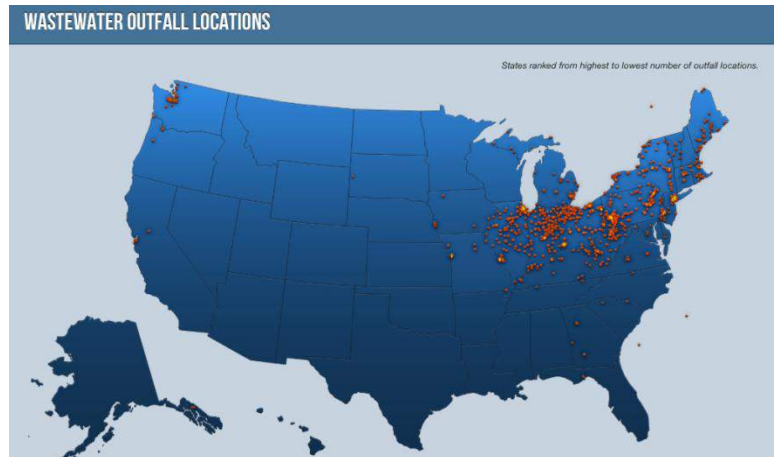 WASTEWATER OUTFALL LOCATIONS
States ranked from highest to lowest number of outfall locations.